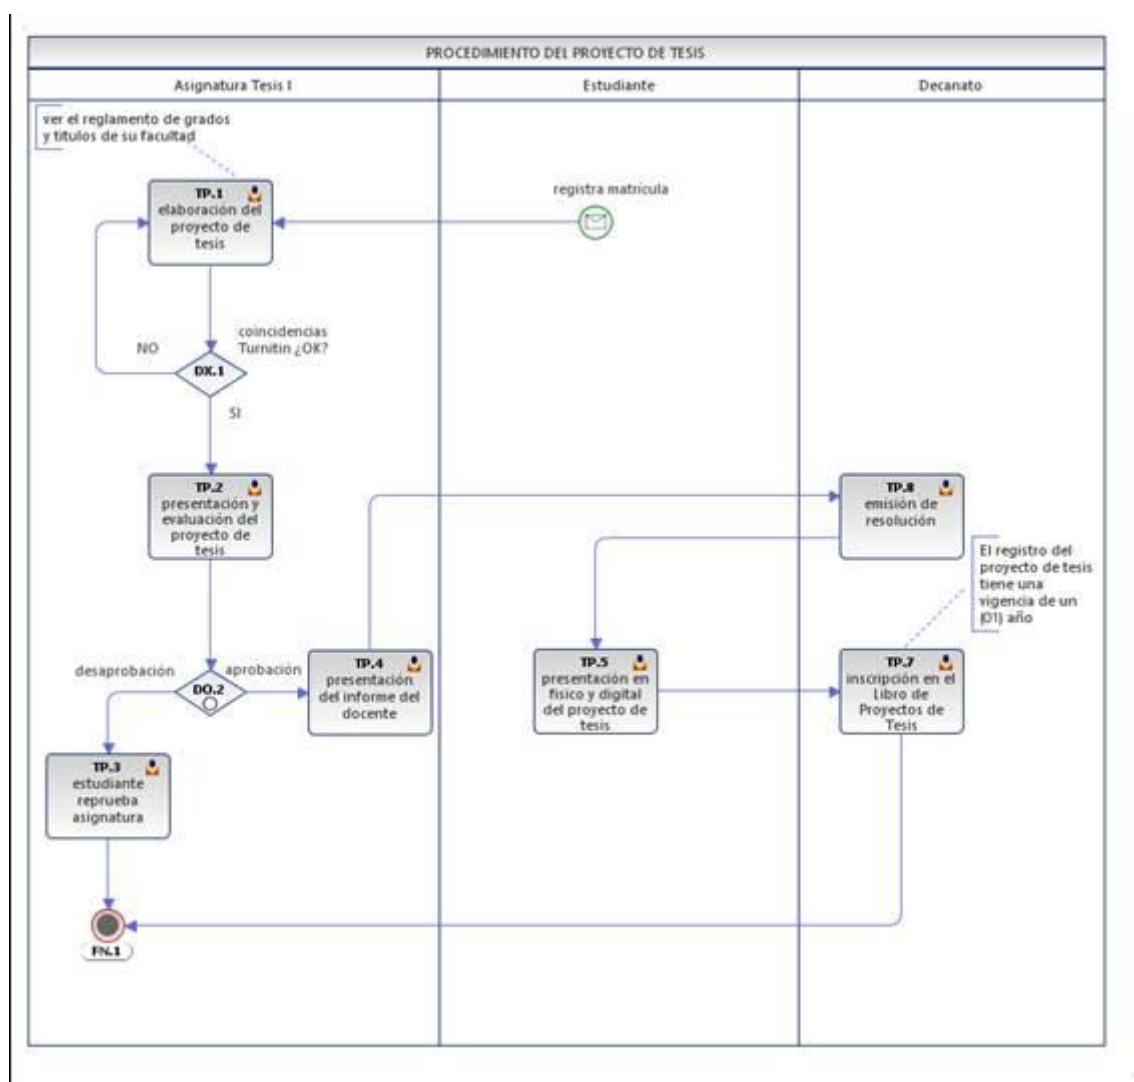 PROCEDIMIENTO DEL PROYECTO DE TESIS
Asignatura Tesis I
Estudiante
Decanato
ver el reglamento de grados
y titulos de su facultad
TP.1
elaboración del
proyecto de
tesis
registra matrícula
coincidencias
Turnitin ¿OK?
NO
DX.1
SI
TP.2
presentación y
evaluación del
proyecto de
tesis
TP.8
emisión de
resolución
El registro del
proyecto de tesis
tiene una
vigencia de un
(01) año
desaprobación
aprobación
DO.2
TP.4
presentación
del informe del
docente
TP.5
presentación en
físico y digital
del proyecto de
tesis
TP.7
inscripción en el
Libro de
Proyectos de
Tesis
TP.3
estudiante
reprueba
asignatura
FN.1